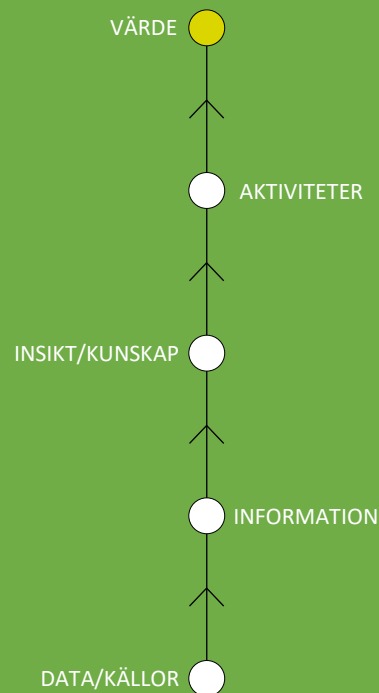 VÄRDE
AKTIVITETER
INSIKT/KUNSKAP
INFORMATION
DATA/KÄLLOR